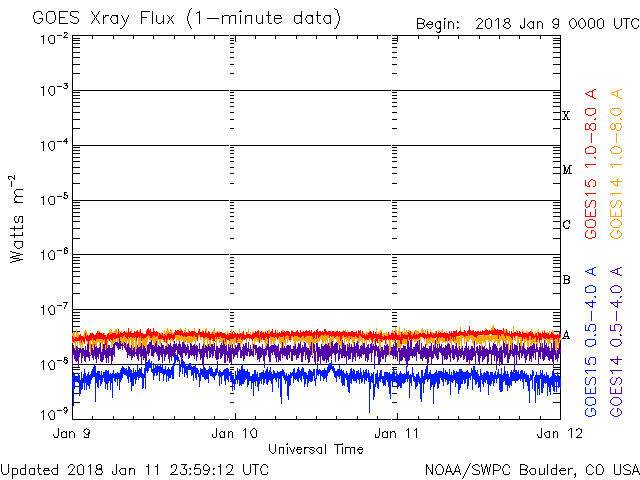 GOES Xray Flux (1-minute data)
Begin: 2018 Jan 9 0000 UTC
10⁻²
10⁻³
10⁻⁴
10⁻⁵
10⁻⁶
10⁻⁷
10⁻⁸
10⁻⁹
Watts m⁻²
X
M
C
B
A
GOES15 1.0-8.0 A
GOES14 1.0-8.0 A
GOES15 0.5-4.0 A
GOES14 0.5-4.0 A
Jan 9 Jan 10 Jan 11 Jan 12
Universal Time
Updated 2018 Jan 11 23:59:12 UTC
NOAA/SWPC Boulder, CO USA